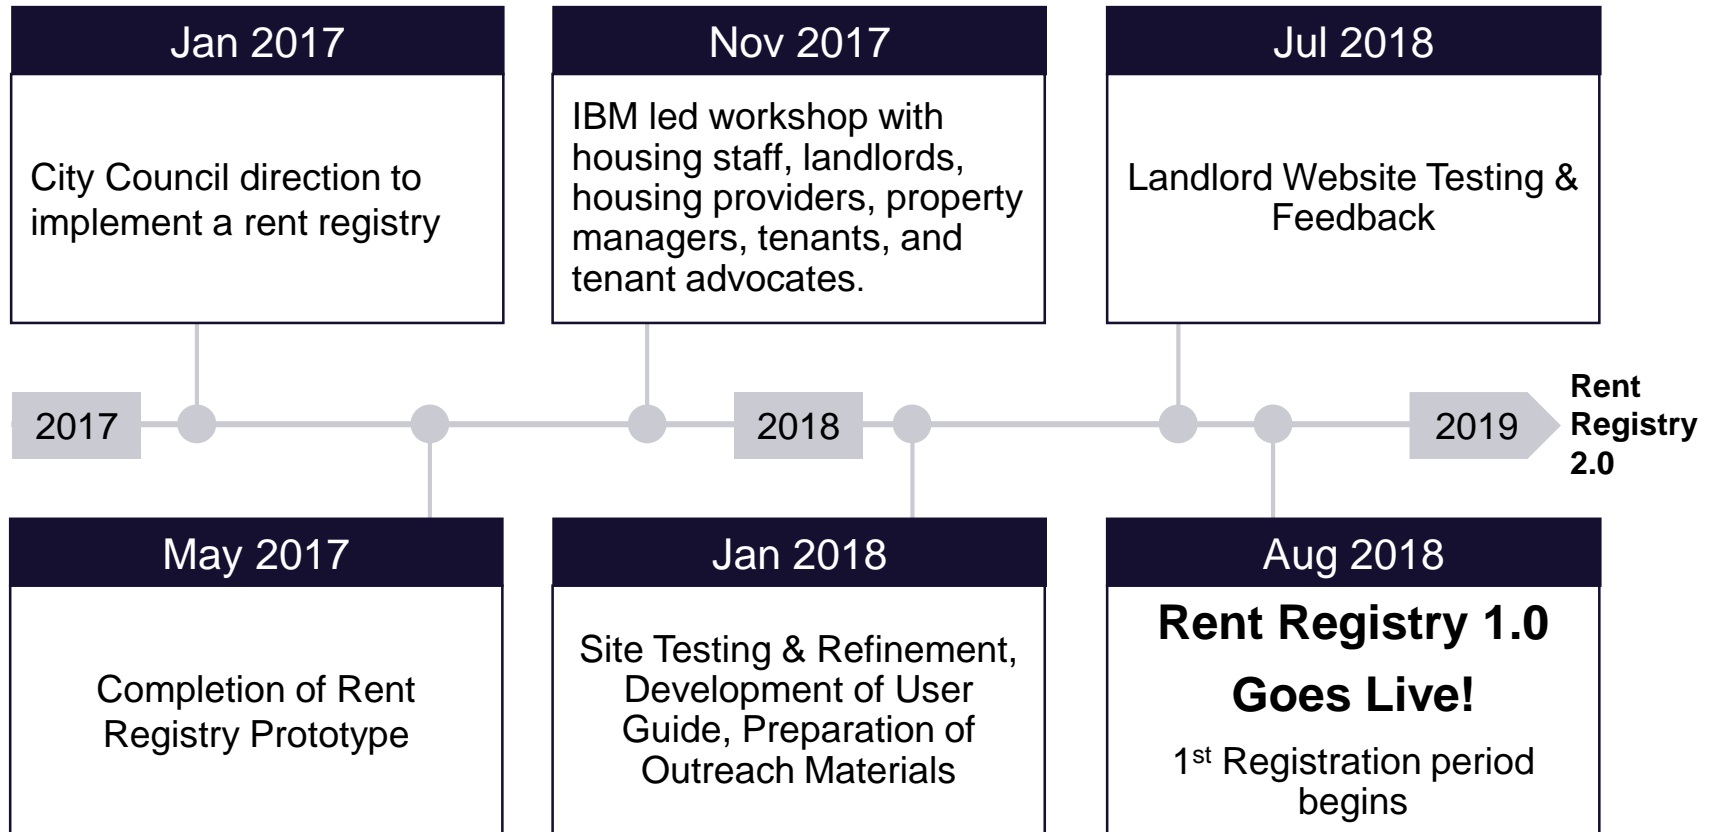 Jan 2017
City Council direction to
implement a rent registry
Nov 2017
IBM led workshop with
housing staff, landlords,
housing providers, property
managers, tenants, and
tenant advocates.
Jul 2018
Landlord Website Testing &
Feedback
2017
2018
2019
Rent
Registry
2.0
May 2017
Completion of Rent
Registry Prototype
Jan 2018
Site Testing & Refinement,
Development of User
Guide, Preparation of
Outreach Materials
Aug 2018
Rent Registry 1.0
Goes Live!
1st Registration period
begins